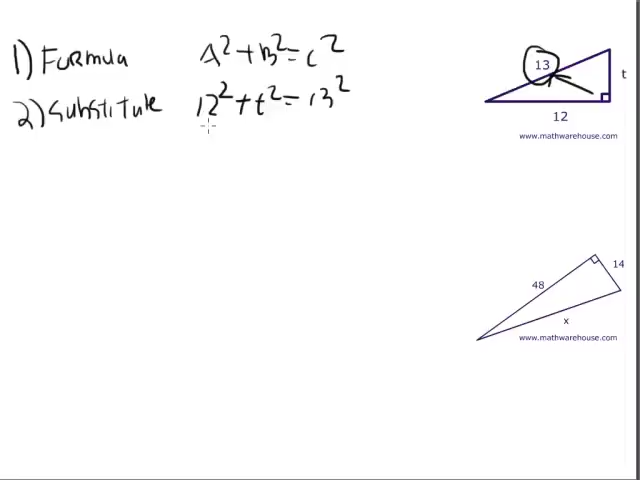 1) Formula A² + B² = C²
2) Substitute 12² + t² = 13²
13
t
12
www.mathwarehouse.com
14
48
x
www.mathwarehouse.com